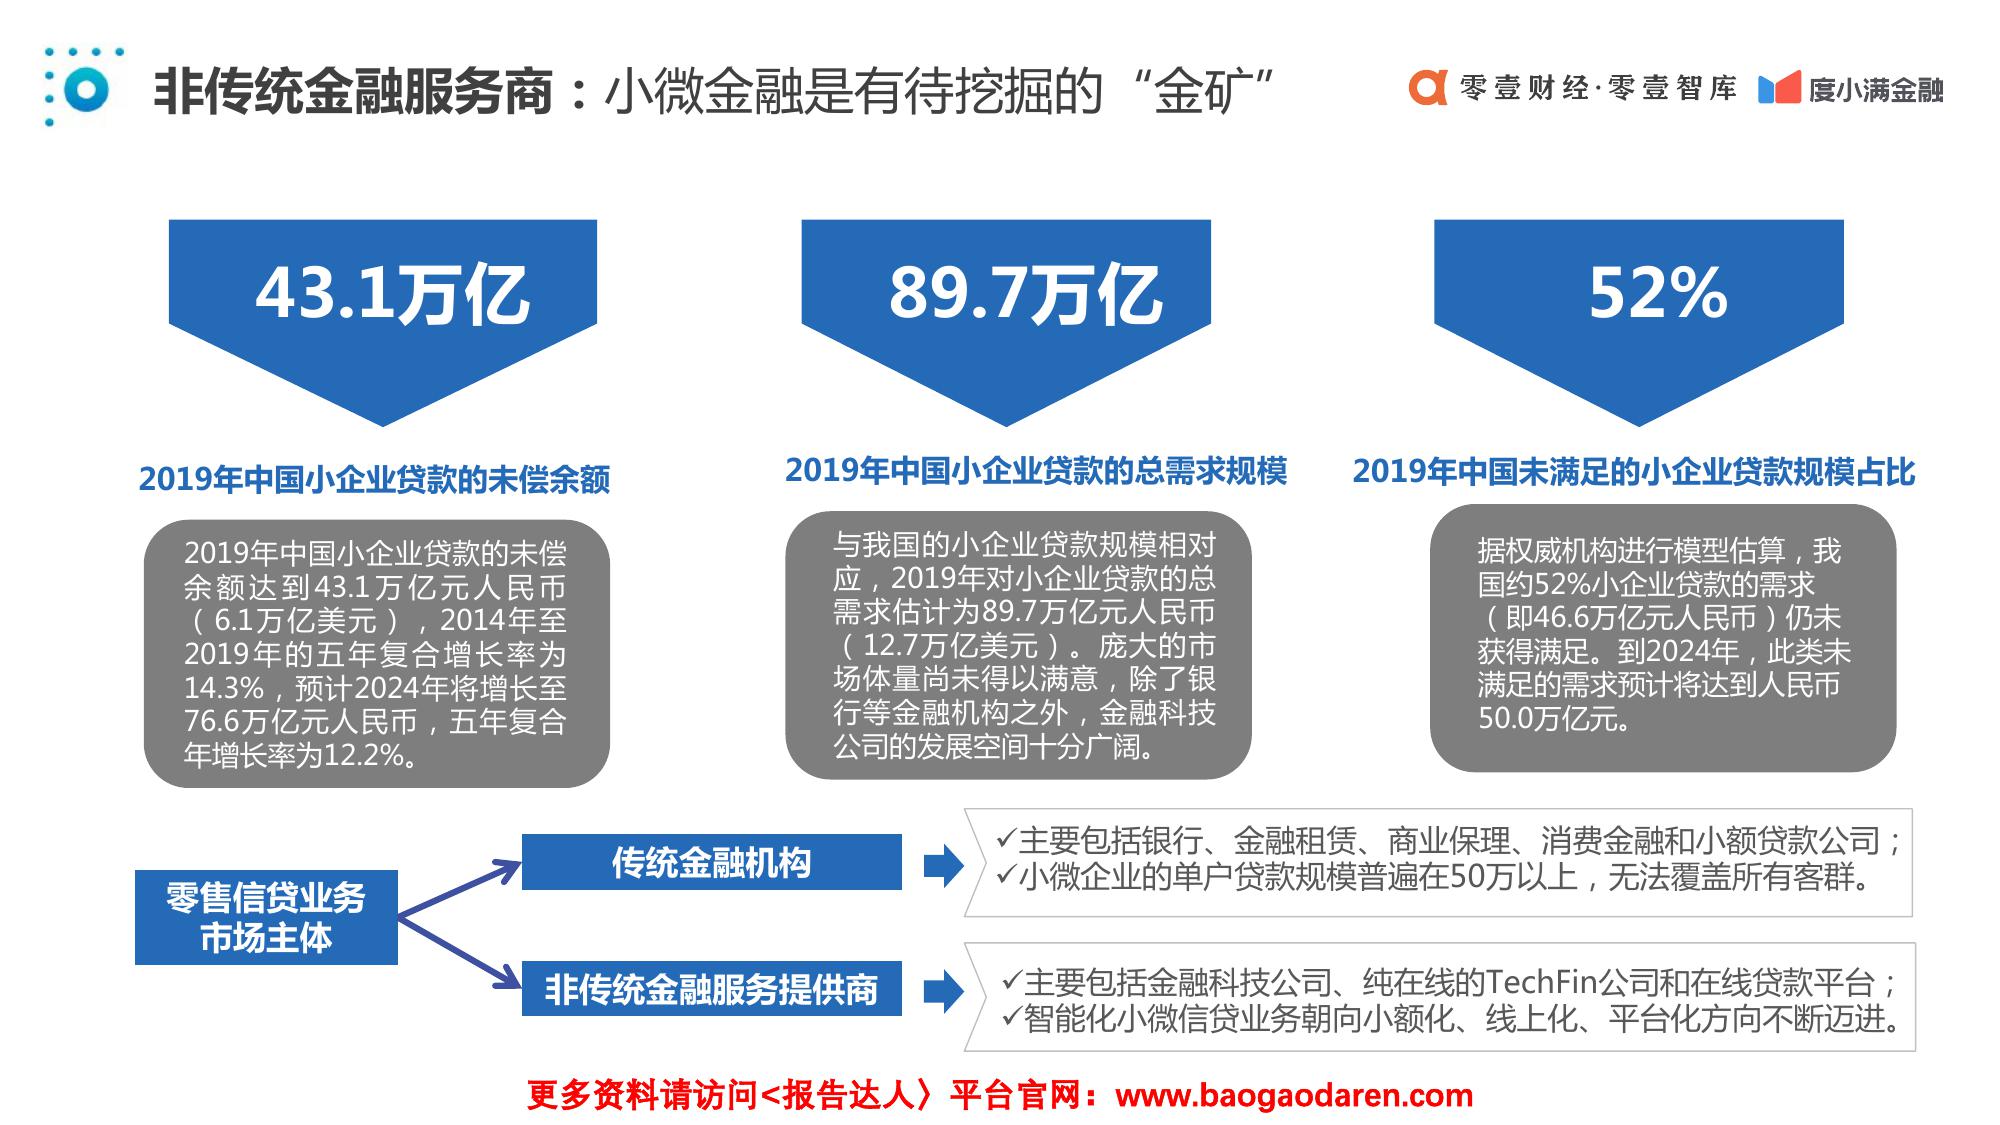 非传统金融服务商：小微金融是有待挖掘的“金矿”
零壹财经·零壹智库
度小满金融
43.1万亿
89.7万亿
52%
2019年中国小企业贷款的未偿余额
2019年中国小企业贷款的总需求规模
2019年中国未满足的小企业贷款规模占比
2019年中国小企业贷款的未偿
余额达到43.1万亿元人民币
（6.1万亿美元），2014年至
2019年的五年复合增长率为
14.3%，预计2024年将增长至
76.6万亿元人民币，五年复合
年增长率为12.2%。
与我国的小企业贷款规模相对
应，2019年对小企业贷款的总
需求估计为89.7万亿元人民币
（12.7万亿美元）。庞大的市
场体量尚未得以满意，除了银
行等金融机构之外，金融科技
公司的发展空间十分广阔。
据权威机构进行模型估算，我
国约52%小企业贷款的需求
（即46.6万亿元人民币）仍未
获得满足。到2024年，此类未
满足的需求预计将达到人民币
50.0万亿元。
零售信贷业务
市场主体
传统金融机构
✓主要包括银行、金融租赁、商业保理、消费金融和小额贷款公司；
✓小微企业的单户贷款规模普遍在50万以上，无法覆盖所有客群。
非传统金融服务提供商
✓主要包括金融科技公司、纯在线的TechFin公司和在线贷款平台；
✓智能化小微信贷业务朝向小额化、线上化、平台化方向不断迈进。
更多资料请访问<报告达人〉平台官网：www.baogaodaren.com